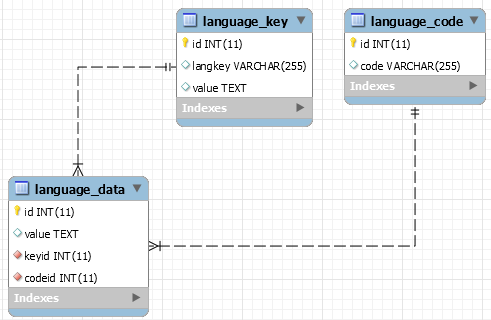 language_key
id INT(11)
langkey VARCHAR(255)
value TEXT
Indexes
language_code
id INT(11)
code VARCHAR(255)
Indexes
language_data
id INT(11)
value TEXT
keyid INT(11)
codeid INT(11)
Indexes